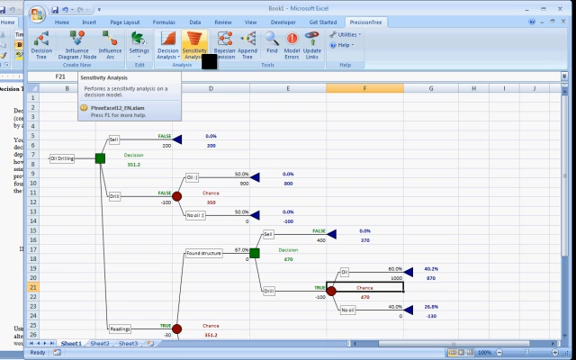 Book1 - Microsoft Excel
Home Insert Page Layout Formulas Data Review View Developer Get Started PrecisionTree
Decision Tree
Influence Diagram / Node
Influence Arc
Settings
Decision Analysis
Sensitivity Analysis
Bayesian Revision
Append Tree
Find
Model Errors
Update Links
Utilities
Help
Create New Edit Analysis Tools
F21
Sensitivity Analysis
Performs a sensitivity analysis on a decision model.
PtreeExcel12_EN.xlam
Press F1 for more help.
B C D E F G H I J
Sell FALSE 0.0%
200 200
Oil Drilling Decision
351.2
Oil 1 50.0% 0.0%
900 800
Drill FALSE Chance
-100 350
No oil 1 50.0% 0.0%
0 -100
Sell FALSE 0.0%
400 370
Found structure 67.0% Decision
0 470
Oil 60.0% 40.2%
1000 870
Drill TRUE Chance
-100 470
No oil 40.0% 26.8%
0 -130
Readings TRUE Chance
-30 351.2
Sheet1 Sheet2 Sheet3
Ready 100%